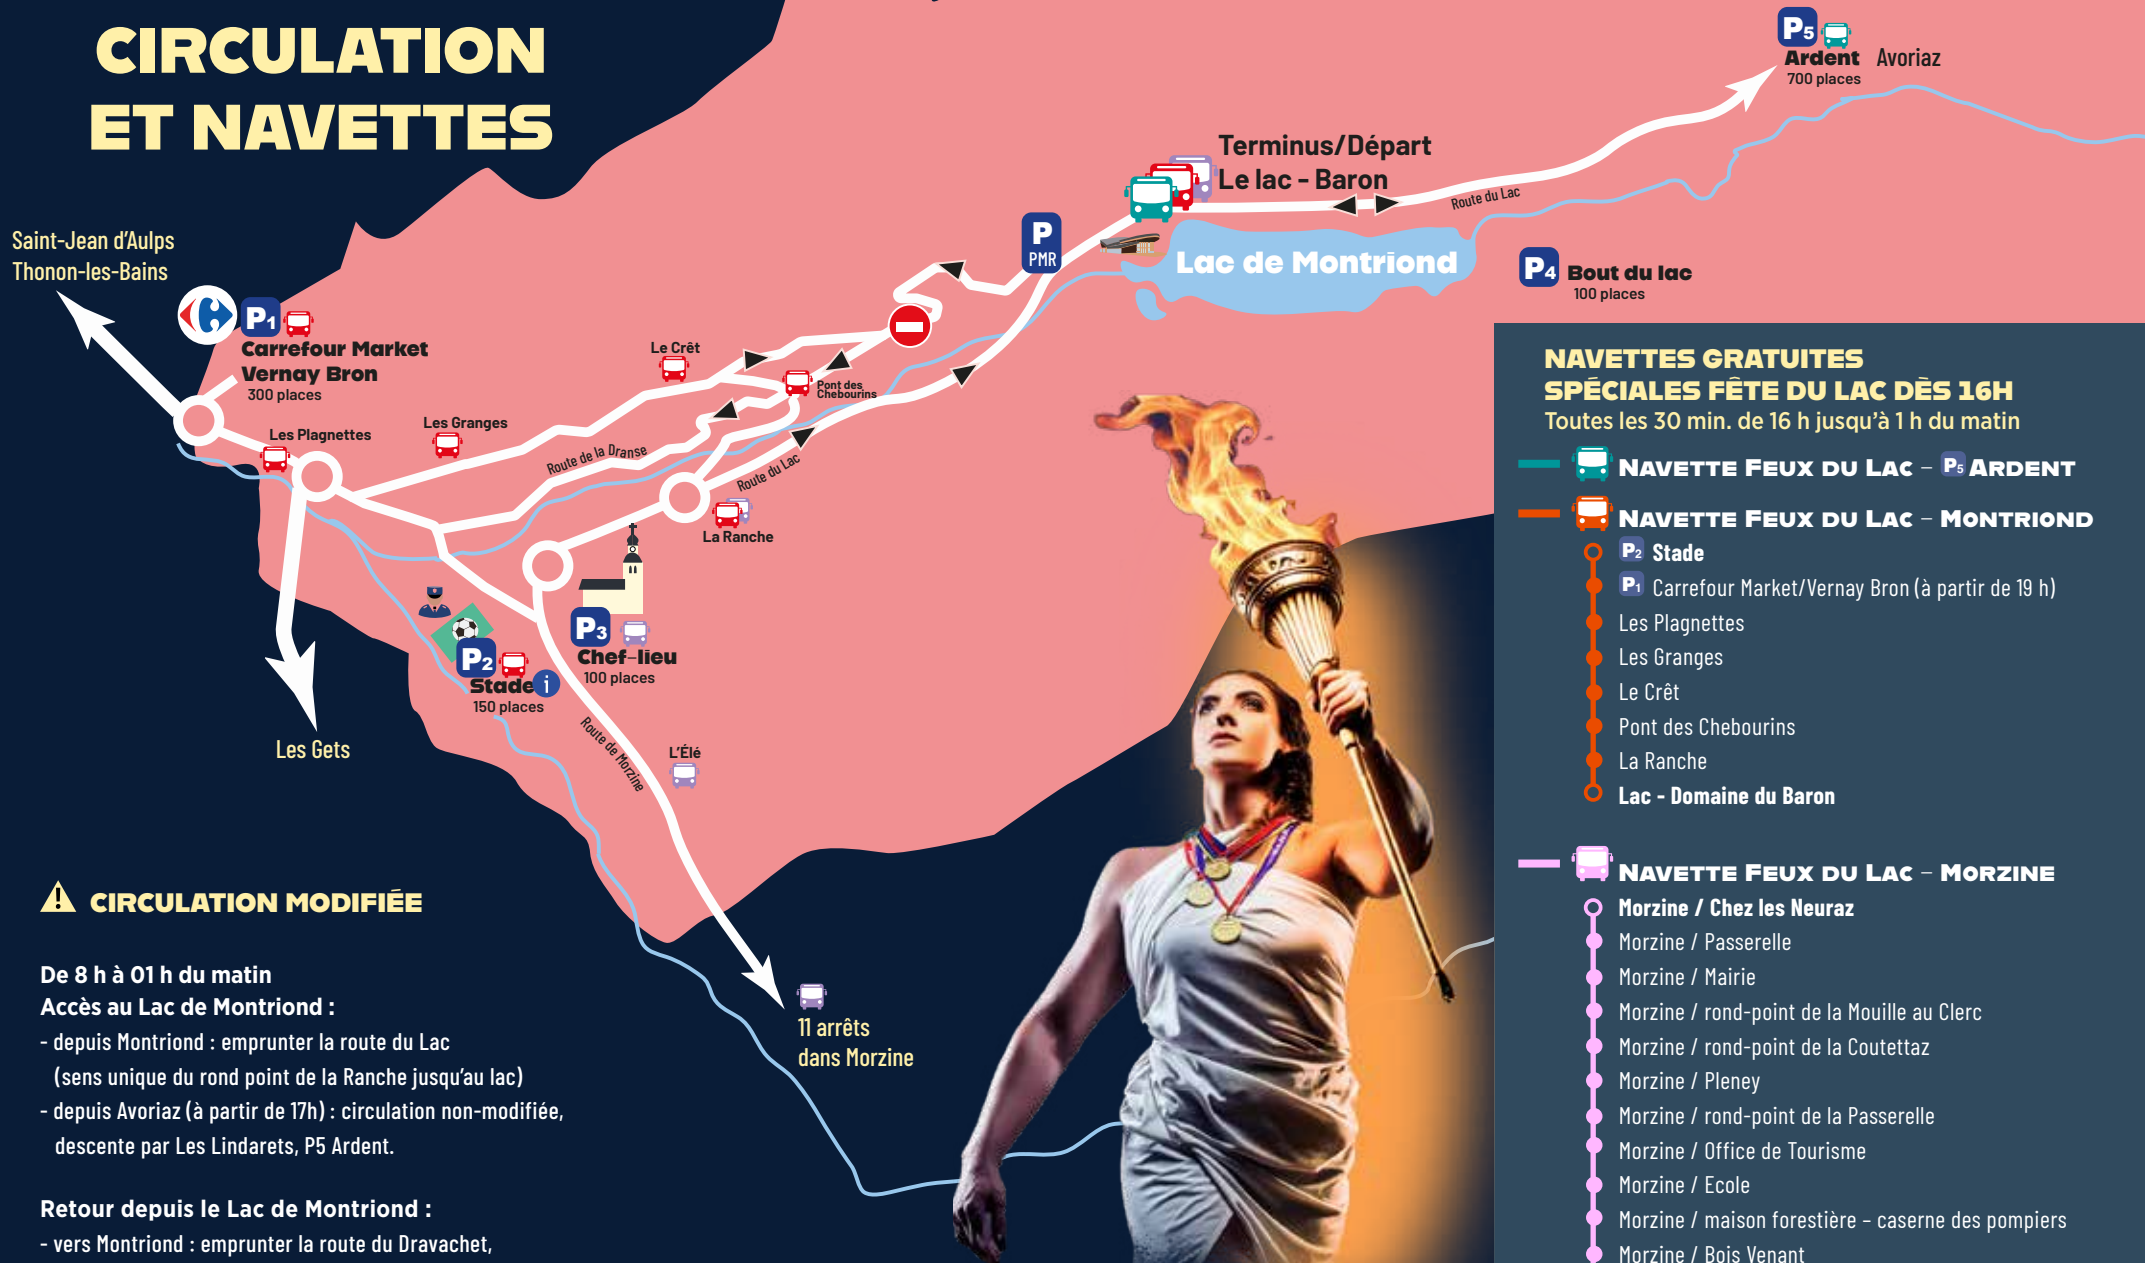 CIRCULATION
ET NAVETTES
P5
Ardent Avoriaz
700 places
Terminus/Départ
Le lac - Baron
Route du Lac
P
PMR
Lac de Montriond
P4 Bout du lac
100 places
Saint-Jean d'Aulps
Thonon-les-Bains
P1
Carrefour Market
Vernay Bron
300 places
Le Crêt
Pont des
Chebourins
Les Granges
Les Plagnettes
Route de la Dranse
Route du Lac
La Ranche
P3
Chef-lieu
100 places
P2
Stade i
150 places
Les Gets
Route de Morzine
L'Élé
11 arrêts
dans Morzine
CIRCULATION MODIFIÉE
De 8 h à 01 h du matin
Accès au Lac de Montriond :
- depuis Montriond : emprunter la route du Lac
(sens unique du rond point de la Ranche jusqu'au lac)
- depuis Avoriaz (à partir de 17h) : circulation non-modifiée,
descente par Les Lindarets, P5 Ardent.
Retour depuis le Lac de Montriond :
- vers Montriond : emprunter la route du Dravachet,
NAVETTES GRATUITES
SPÉCIALES FÊTE DU LAC DÈS 16H
Toutes les 30 min. de 16 h jusqu'à 1 h du matin
NAVETTE FEUX DU LAC – P5 ARDENT
NAVETTE FEUX DU LAC – MONTRIOND
P2 Stade
P1 Carrefour Market/Vernay Bron (à partir de 19 h)
Les Plagnettes
Les Granges
Le Crêt
Pont des Chebourins
La Ranche
Lac - Domaine du Baron
NAVETTE FEUX DU LAC – MORZINE
Morzine / Chez les Neuraz
Morzine / Passerelle
Morzine / Mairie
Morzine / rond-point de la Mouille au Clerc
Morzine / rond-point de la Coutettaz
Morzine / Pleney
Morzine / rond-point de la Passerelle
Morzine / Office de Tourisme
Morzine / Ecole
Morzine / maison forestière – caserne des pompiers
Morzine / Bois Venant